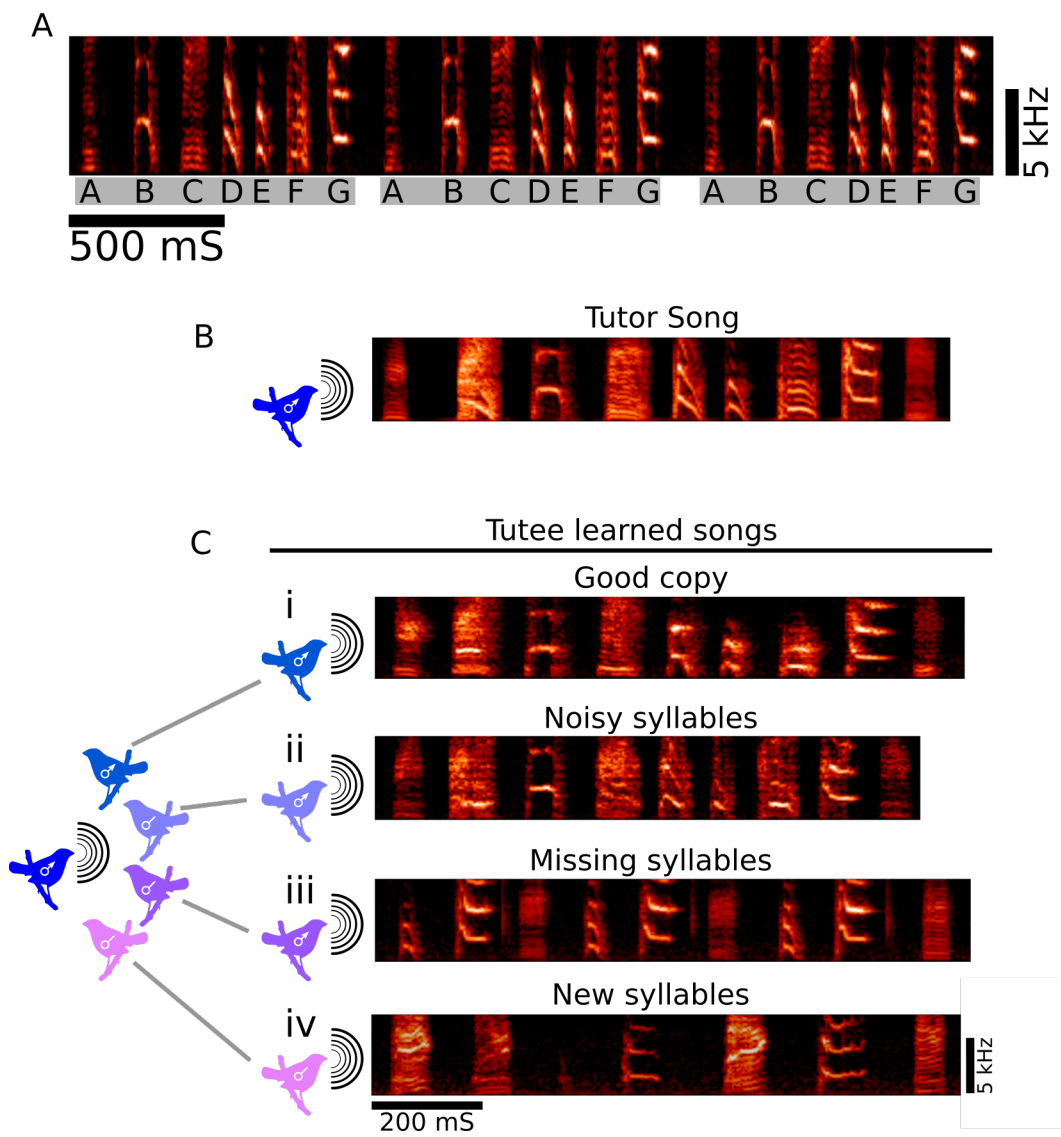 A
5 kHz
A B C D E F G A B C D E F G A B C D E F G
500 mS
B
Tutor Song
C
Tutee learned songs
Good copy
i
Noisy syllables
ii
Missing syllables
iii
New syllables
iv
5 kHz
200 mS